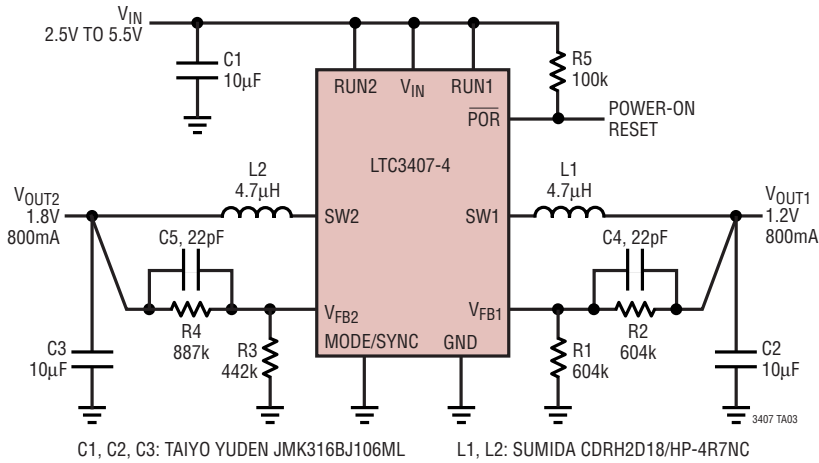 VIN
2.5V TO 5.5V
C1
10µF
R5
100k
RUN2 VIN RUN1
POR
POWER-ON
RESET
LTC3407-4
L2
4.7µH
L1
4.7µH
VOUT2
1.8V
800mA
SW2
SW1
VOUT1
1.2V
800mA
C5, 22pF
C4, 22pF
VFB2
VFB1
R4
887k
R3
442k
MODE/SYNC GND
R1
604k
R2
604k
C3
10µF
C2
10µF
3407 TA03
C1, C2, C3: TAIYO YUDEN JMK316BJ106ML
L1, L2: SUMIDA CDRH2D18/HP-4R7NC